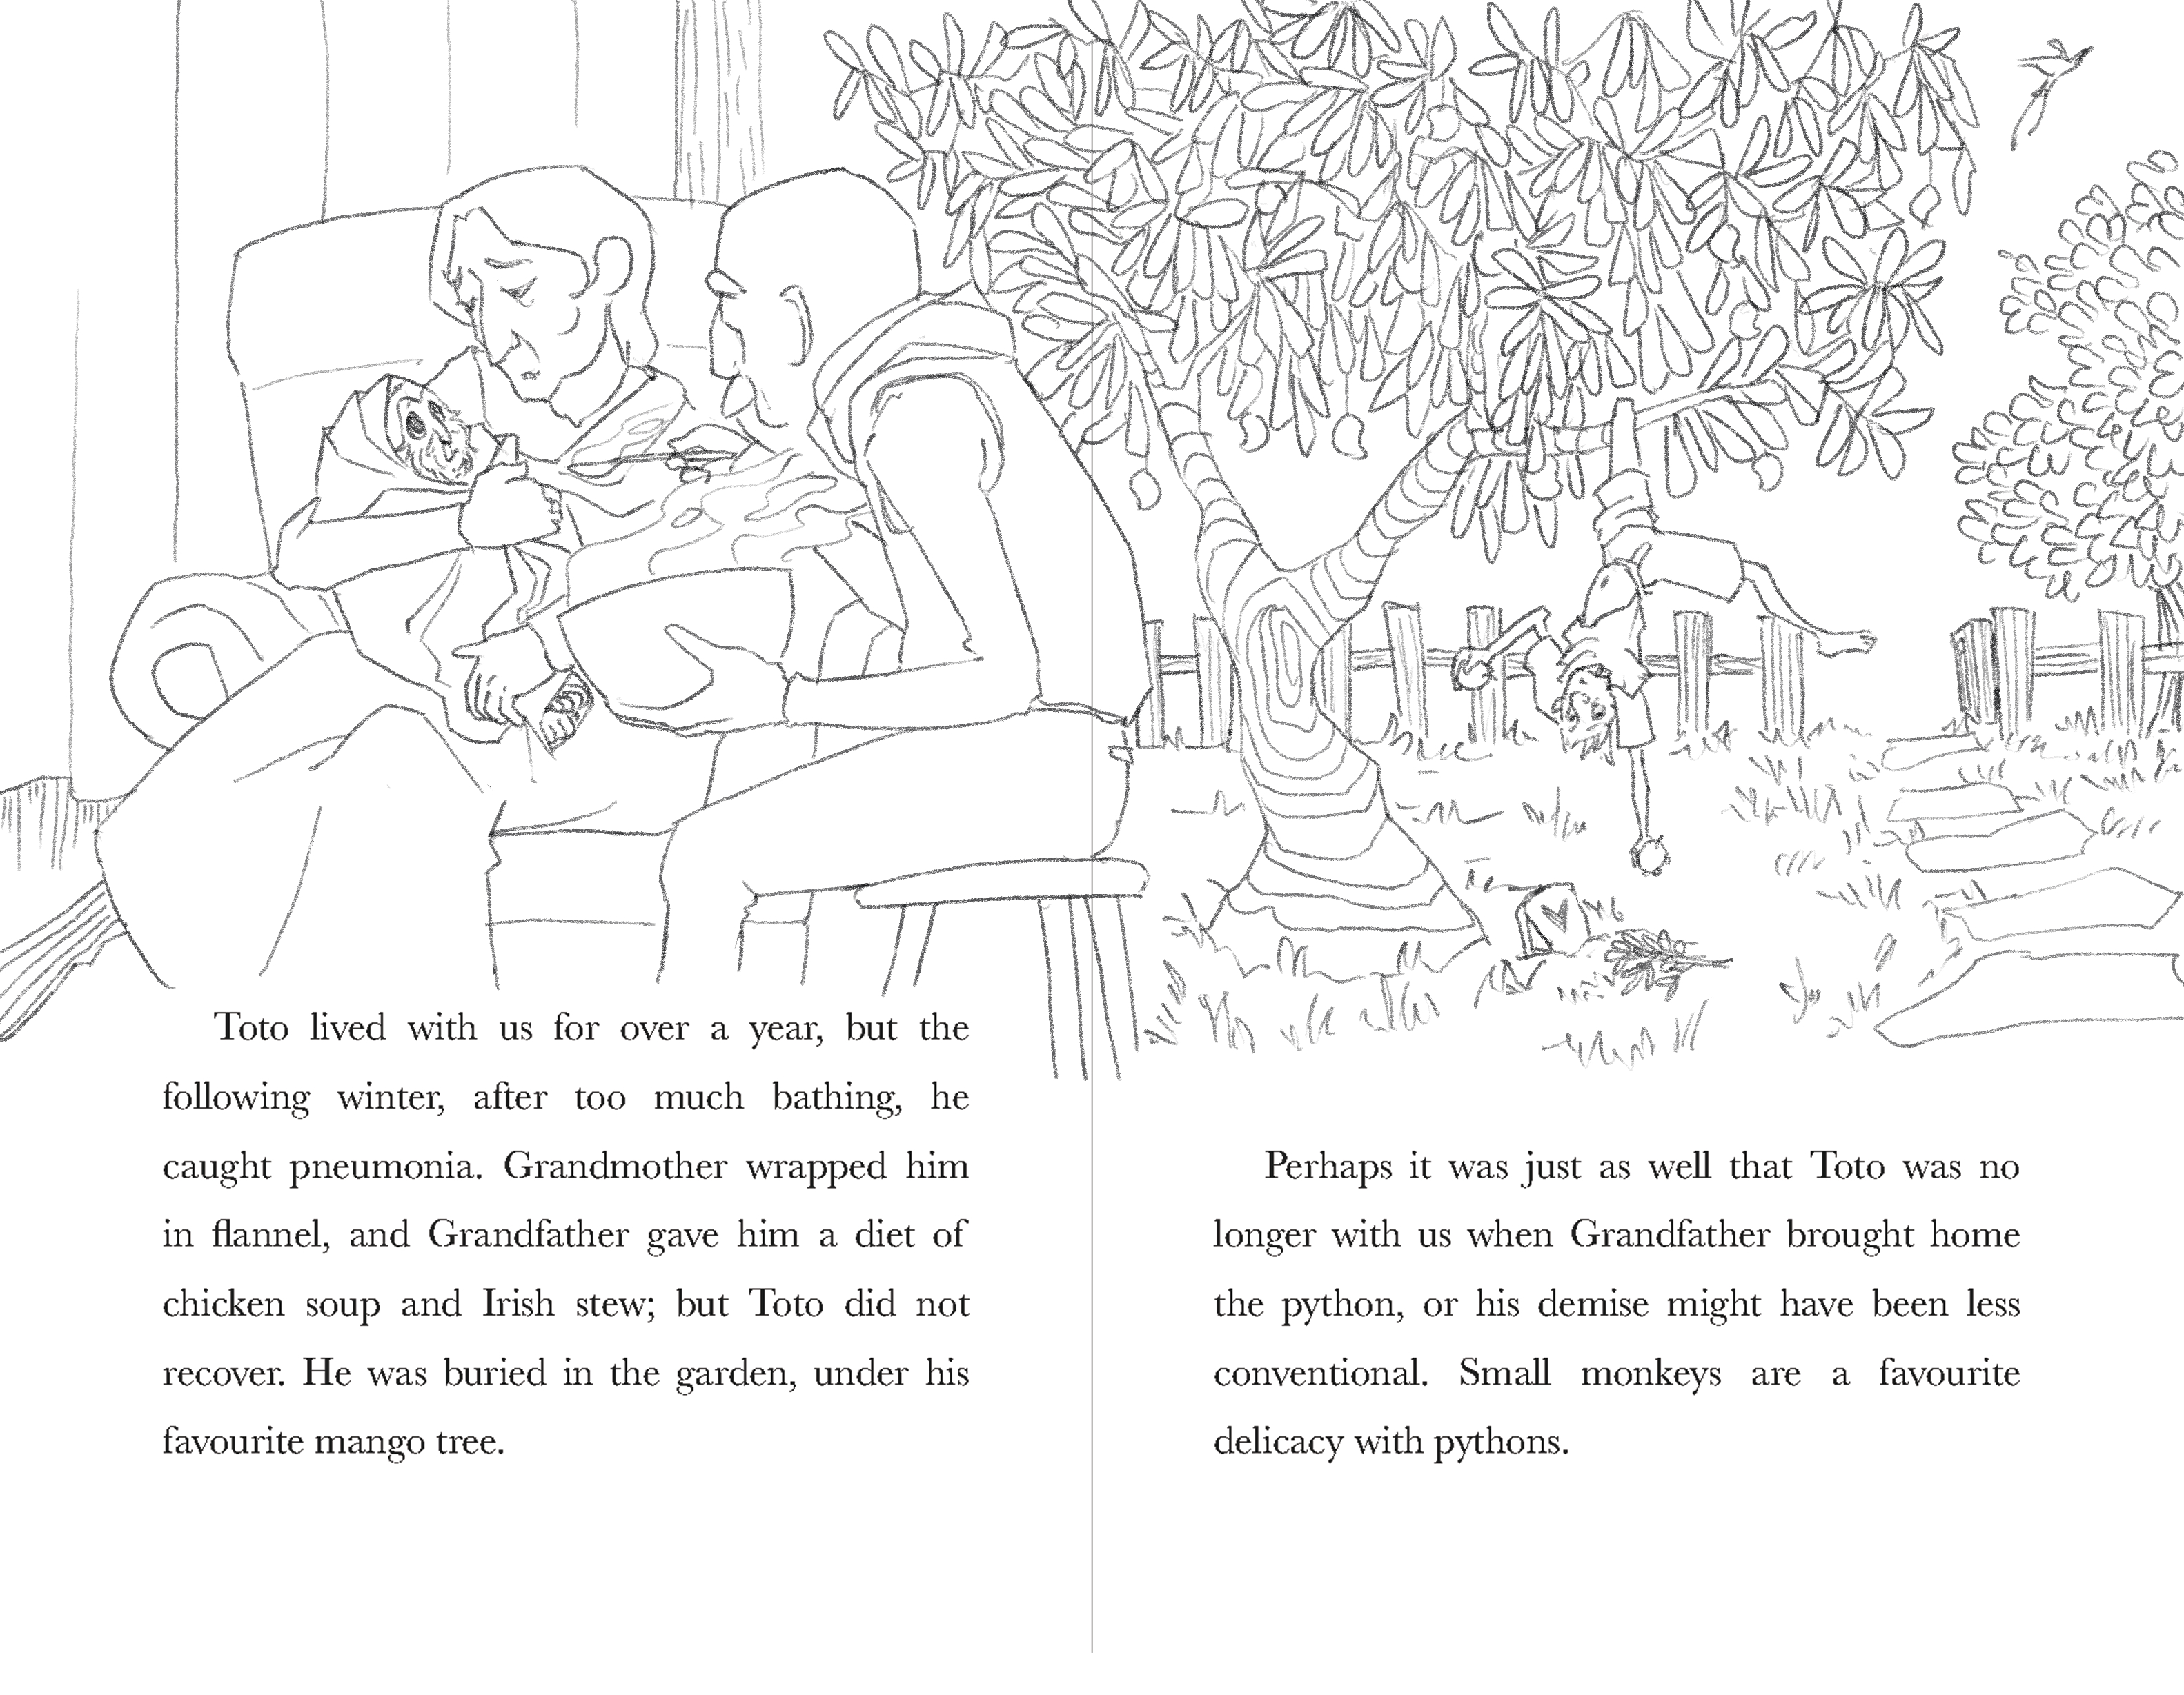 Toto lived with us for over a year, but the
following winter, after too much bathing, he
caught pneumonia. Grandmother wrapped him
in flannel, and Grandfather gave him a diet of
chicken soup and Irish stew; but Toto did not
recover. He was buried in the garden, under his
favourite mango tree.
Perhaps it was just as well that Toto was no
longer with us when Grandfather brought home
the python, or his demise might have been less
conventional. Small monkeys are a favourite
delicacy with pythons.